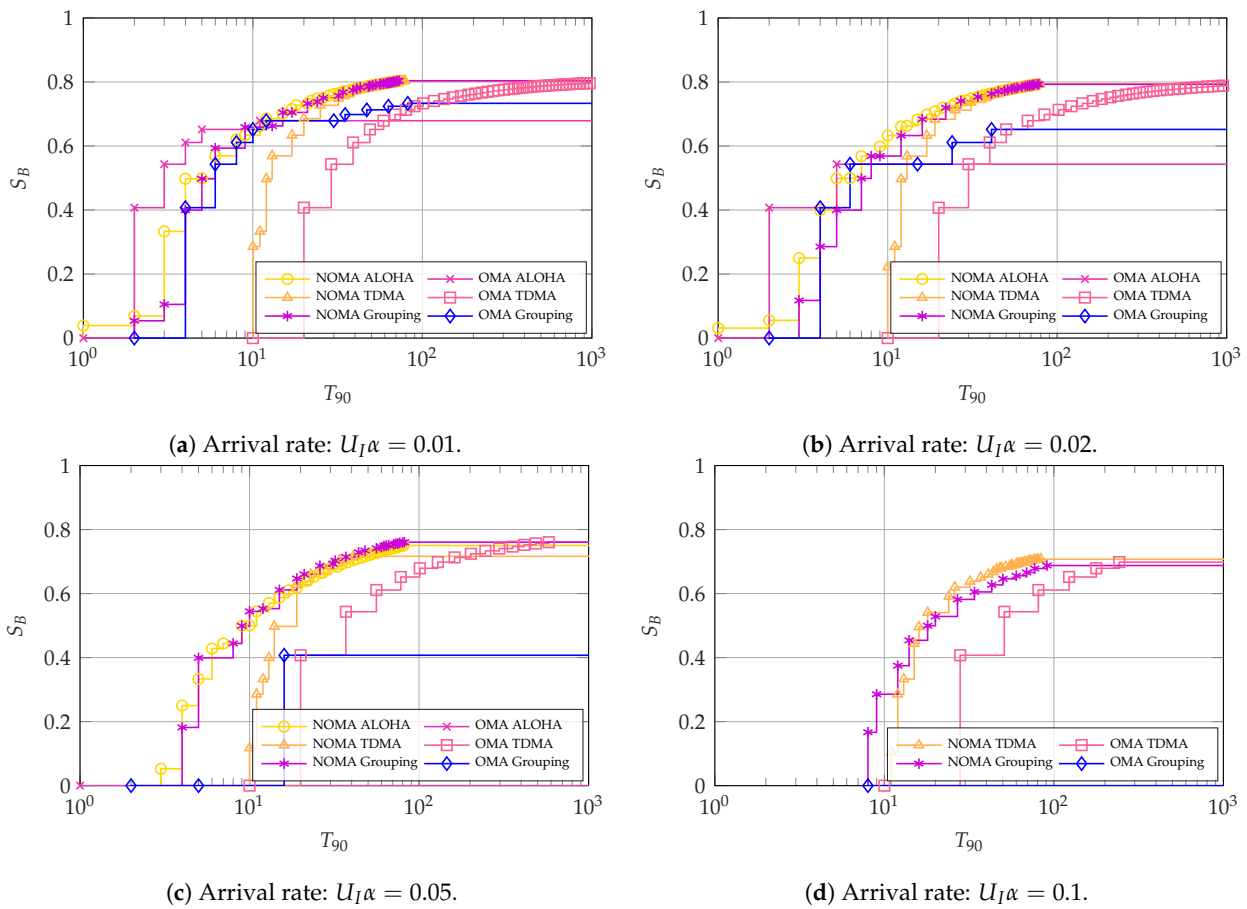 1
0.8
0.6
0.4
0.2
0
S_B
10^0 10^1 10^2 10^3
T_90
NOMA ALOHA OMA ALOHA
NOMA TDMA OMA TDMA
NOMA Grouping OMA Grouping
(a) Arrival rate: U_Iα = 0.01.
1
0.8
0.6
0.4
0.2
0
S_B
10^0 10^1 10^2 10^3
T_90
NOMA ALOHA OMA ALOHA
NOMA TDMA OMA TDMA
NOMA Grouping OMA Grouping
(b) Arrival rate: U_Iα = 0.02.
1
0.8
0.6
0.4
0.2
0
S_B
10^0 10^1 10^2 10^3
T_90
NOMA ALOHA OMA ALOHA
NOMA TDMA OMA TDMA
NOMA Grouping OMA Grouping
(c) Arrival rate: U_Iα = 0.05.
1
0.8
0.6
0.4
0.2
0
S_B
10^0 10^1 10^2 10^3
T_90
NOMA TDMA OMA TDMA
NOMA Grouping OMA Grouping
(d) Arrival rate: U_Iα = 0.1.